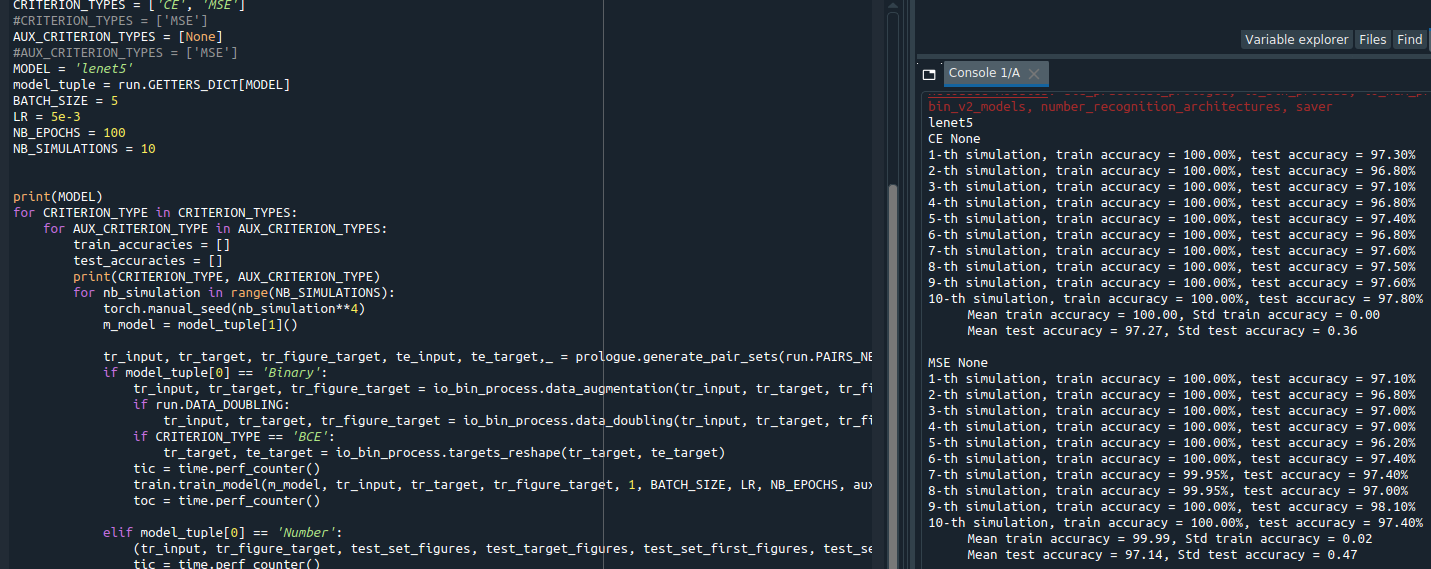 CRITERION_TYPES = ['CE', 'MSE']
#CRITERION_TYPES = ['MSE']
AUX_CRITERION_TYPES = [None]
#AUX_CRITERION_TYPES = ['MSE']
MODEL = 'lenet5'
model_tuple = run.GETTERS_DICT[MODEL]
BATCH_SIZE = 5
LR = 5e-3
NB_EPOCHS = 100
NB_SIMULATIONS = 10
print(MODEL)
for CRITERION_TYPE in CRITERION_TYPES:
    for AUX_CRITERION_TYPE in AUX_CRITERION_TYPES:
        train_accuracies = []
        test_accuracies = []
        print(CRITERION_TYPE, AUX_CRITERION_TYPE)
        for nb_simulation in range(NB_SIMULATIONS):
            torch.manual_seed(nb_simulation**4)
            m_model = model_tuple[1]()
            tr_input, tr_target, tr_figure_target, te_input, te_target,_ = prologue.generate_pair_sets(run.PAIRS_NB
            if model_tuple[0] == 'Binary':
                tr_input, tr_target, tr_figure_target = io_bin_process.data_augmentation(tr_input, tr_target, tr_fi
                if run.DATA_DOUBLING:
                    tr_input, tr_target, tr_figure_target = io_bin_process.data_doubling(tr_input, tr_target, tr_fi
                if CRITERION_TYPE == 'BCE':
                    tr_target, te_target = io_bin_process.targets_reshape(tr_target, te_target)
                tic = time.perf_counter()
                train.train_model(m_model, tr_input, tr_target, tr_figure_target, 1, BATCH_SIZE, LR, NB_EPOCHS, aux
                toc = time.perf_counter()
            elif model_tuple[0] == 'Number':
                (tr_input, tr_figure_target, test_set_figures, test_target_figures, test_set_first_figures, test_se
                tic = time.perf_counter()
Variable explorer Files Find
Console 1/A
bin_v2_models, number_recognition_architectures, saver
lenet5
CE None
1-th simulation, train accuracy = 100.00%, test accuracy = 97.30%
2-th simulation, train accuracy = 100.00%, test accuracy = 96.80%
3-th simulation, train accuracy = 100.00%, test accuracy = 97.10%
4-th simulation, train accuracy = 100.00%, test accuracy = 96.80%
5-th simulation, train accuracy = 100.00%, test accuracy = 97.40%
6-th simulation, train accuracy = 100.00%, test accuracy = 96.80%
7-th simulation, train accuracy = 100.00%, test accuracy = 97.60%
8-th simulation, train accuracy = 100.00%, test accuracy = 97.50%
9-th simulation, train accuracy = 100.00%, test accuracy = 97.60%
10-th simulation, train accuracy = 100.00%, test accuracy = 97.80%
     Mean train accuracy = 100.00, Std train accuracy = 0.00
     Mean test accuracy = 97.27, Std test accuracy = 0.36
MSE None
1-th simulation, train accuracy = 100.00%, test accuracy = 97.10%
2-th simulation, train accuracy = 100.00%, test accuracy = 96.80%
3-th simulation, train accuracy = 100.00%, test accuracy = 97.00%
4-th simulation, train accuracy = 100.00%, test accuracy = 97.00%
5-th simulation, train accuracy = 100.00%, test accuracy = 96.20%
6-th simulation, train accuracy = 100.00%, test accuracy = 97.40%
7-th simulation, train accuracy = 99.95%, test accuracy = 97.40%
8-th simulation, train accuracy = 99.95%, test accuracy = 97.00%
9-th simulation, train accuracy = 100.00%, test accuracy = 98.10%
10-th simulation, train accuracy = 100.00%, test accuracy = 97.40%
     Mean train accuracy = 99.99, Std train accuracy = 0.02
     Mean test accuracy = 97.14, Std test accuracy = 0.47